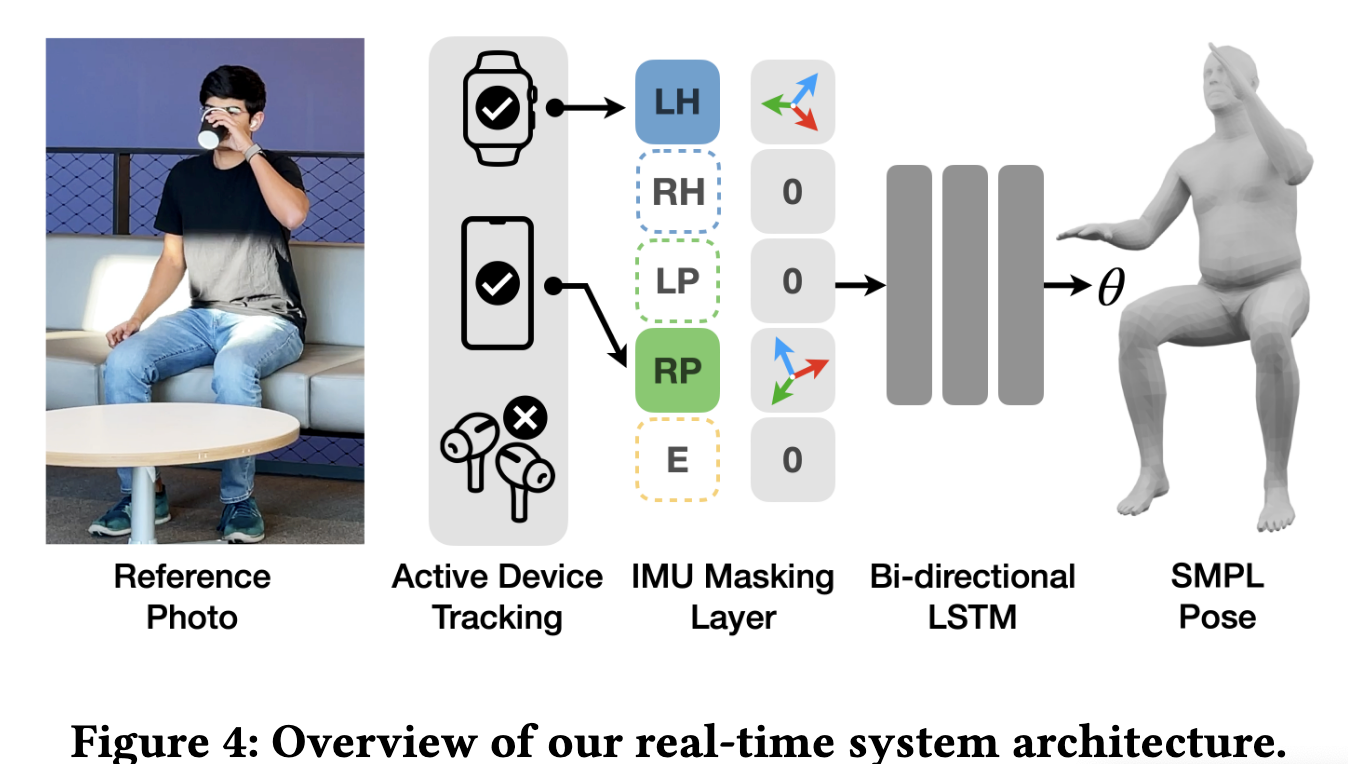 LH
RH
LP
RP
E
0
0
0
θ
Reference
Photo
Active Device
Tracking
IMU Masking
Layer
Bi-directional
LSTM
SMPL
Pose
Figure 4: Overview of our real-time system architecture.